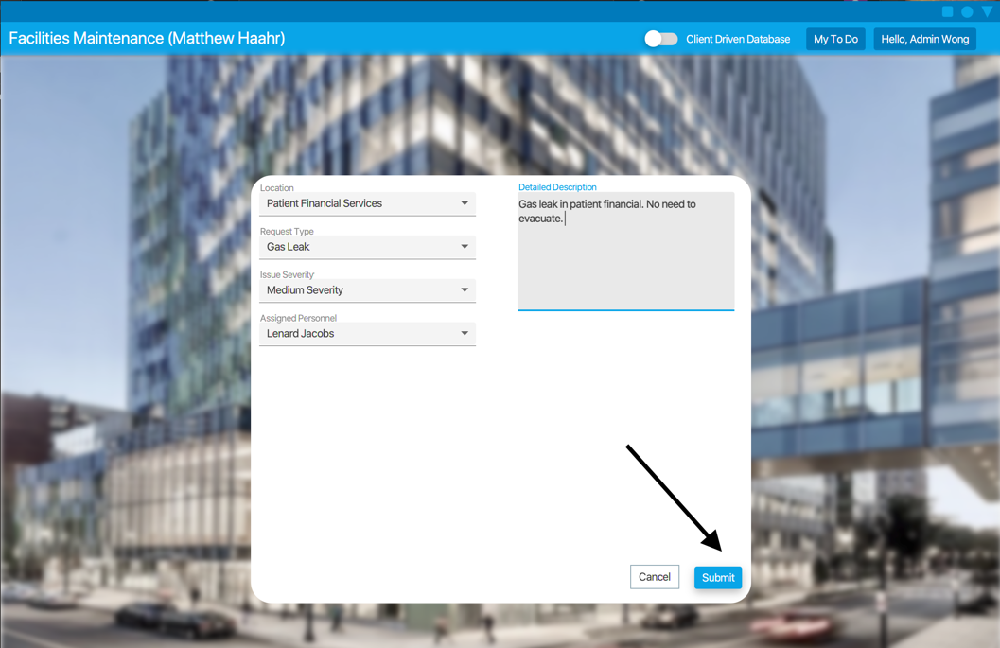 Facilities Maintenance (Matthew Haahr)
Client Driven Database
My To Do
Hello, Admin Wong
Location
Patient Financial Services
Request Type
Gas Leak
Issue Severity
Medium Severity
Assigned Personnel
Lenard Jacobs
Detailed Description
Gas leak in patient financial. No need to
evacuate.
Cancel
Submit